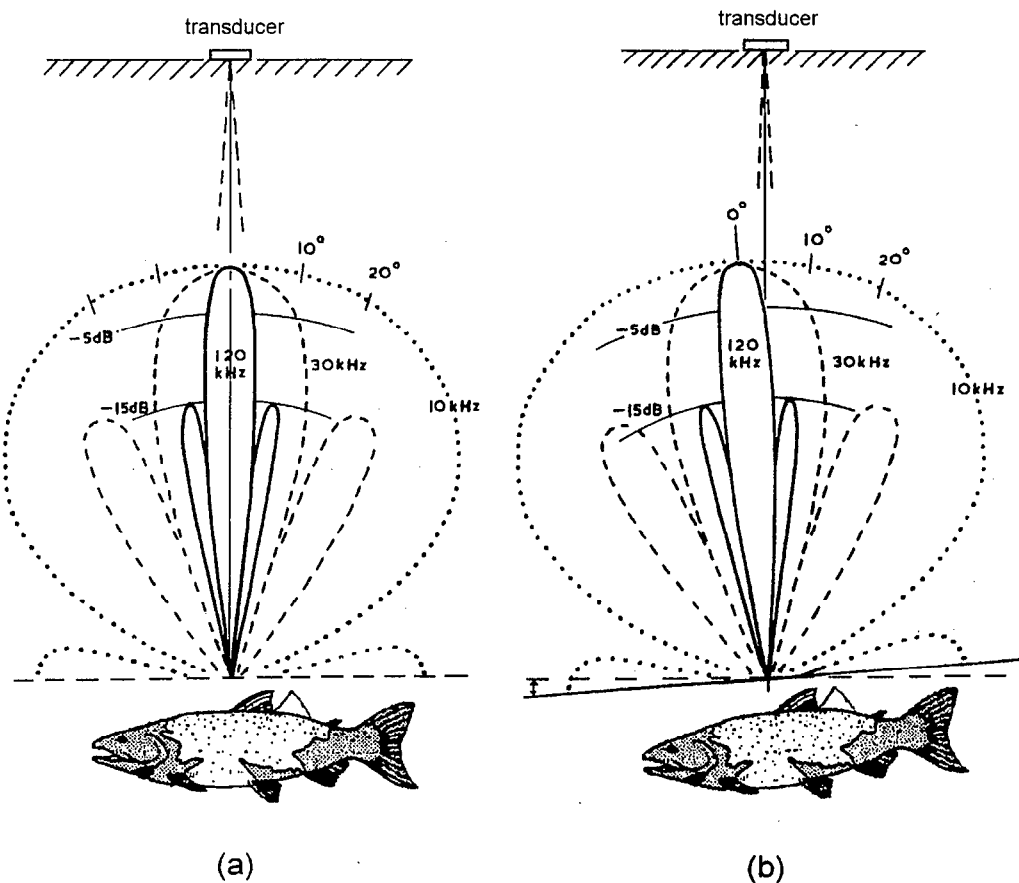 transducer
10°
20°
-5dB
120
kHz
30kHz
-15dB
10kHz
(a)
transducer
0°
10°
20°
-5dB
120
kHz
30kHz
-15dB
10kHz
(b)